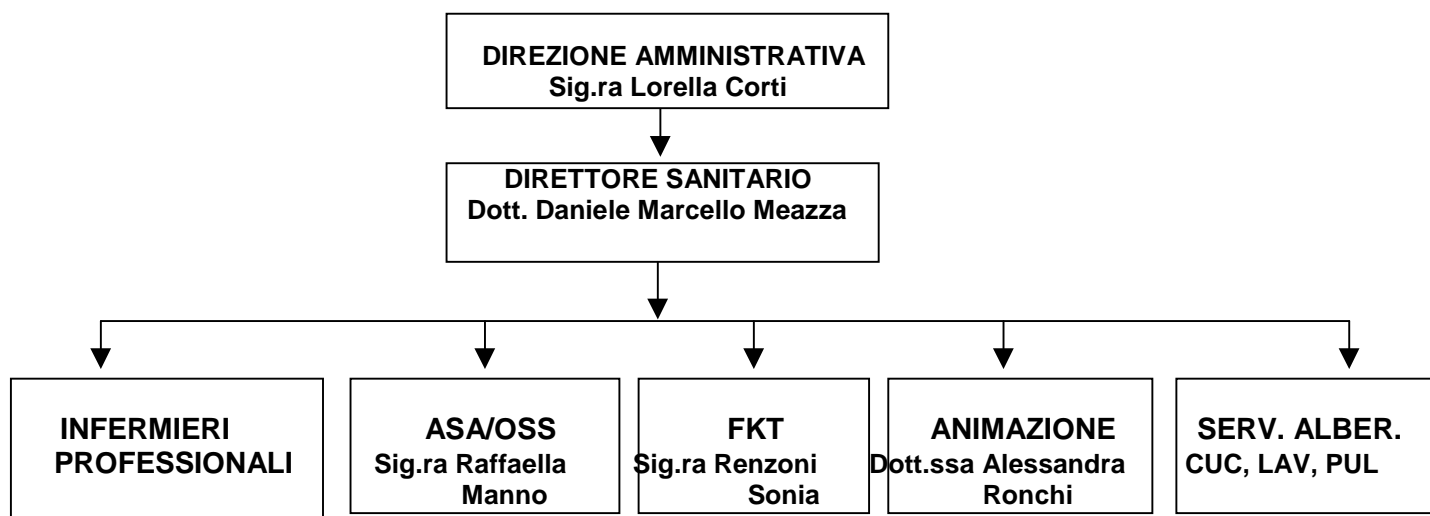 DIREZIONE AMMINISTRATIVA
Sig.ra Lorella Corti
DIRETTORE SANITARIO
Dott. Daniele Marcello Meazza
INFERMIERI
PROFESSIONALI
ASA/OSS
Sig.ra Raffaella
Manno
FKT
Sig.ra Renzoni
Sonia
ANIMAZIONE
Dott.ssa Alessandra
Ronchi
SERV. ALBER.
CUC, LAV, PUL